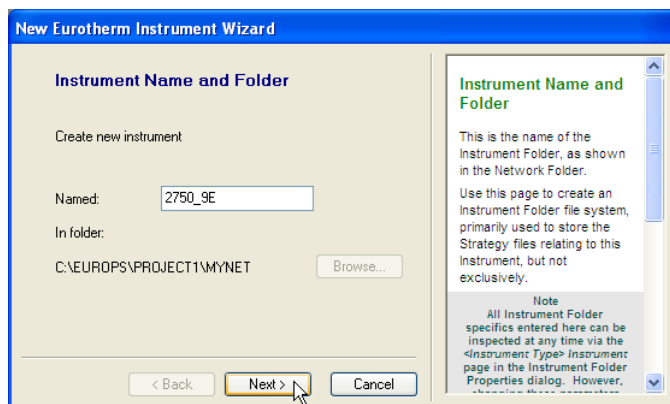 New Eurotherm Instrument Wizard
Instrument Name and Folder
Create new instrument
Named:
2750_9E
In folder:
C:\EUROPS\PROJECT1\MYNET
Browse...
< Back
Next >
Cancel
Instrument Name and
Folder
This is the name of the
Instrument Folder, as shown
in the Network Folder.
Use this page to create an
Instrument Folder file system,
primarily used to store the
Strategy files relating to this
Instrument, but not
exclusively.
Note
All Instrument Folder
specifics entered here can be
inspected at any time via the
<Instrument Type> Instrument
page in the Instrument Folder
Properties dialog. However,
changing these parameters